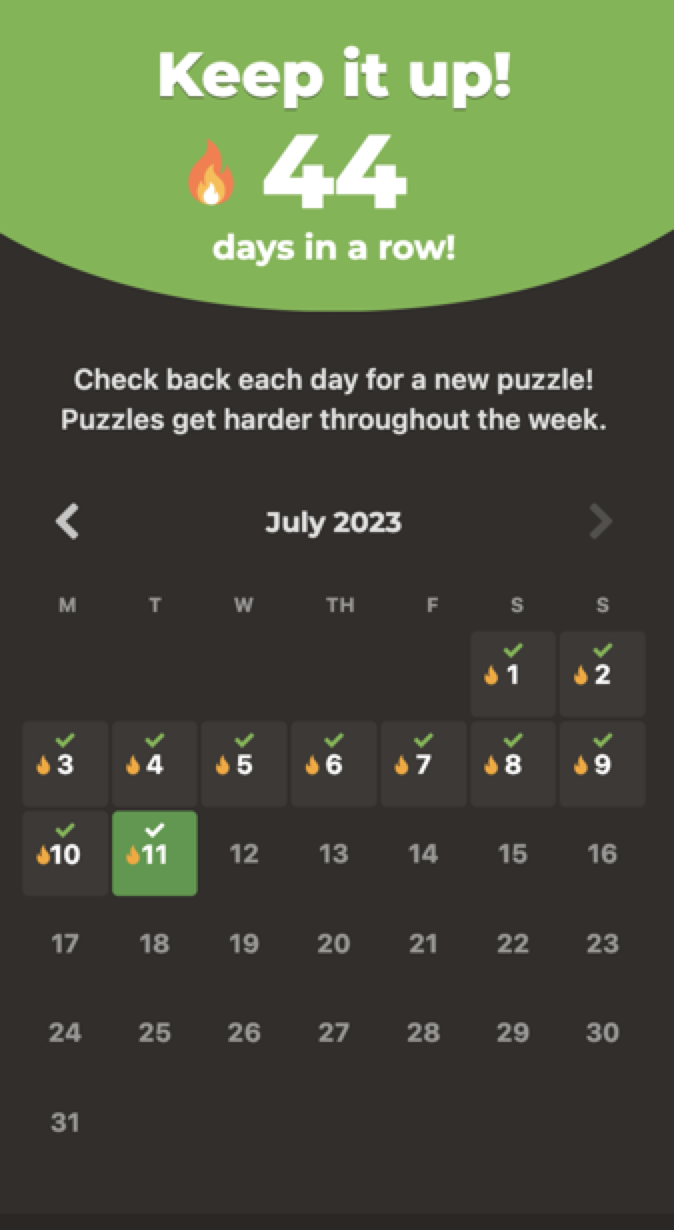 Keep it up!
44
days in a row!
Check back each day for a new puzzle!
Puzzles get harder throughout the week.
July 2023
M T W TH F S S
1 2
3 4 5 6 7 8 9
10 11 12 13 14 15 16
17 18 19 20 21 22 23
24 25 26 27 28 29 30
31